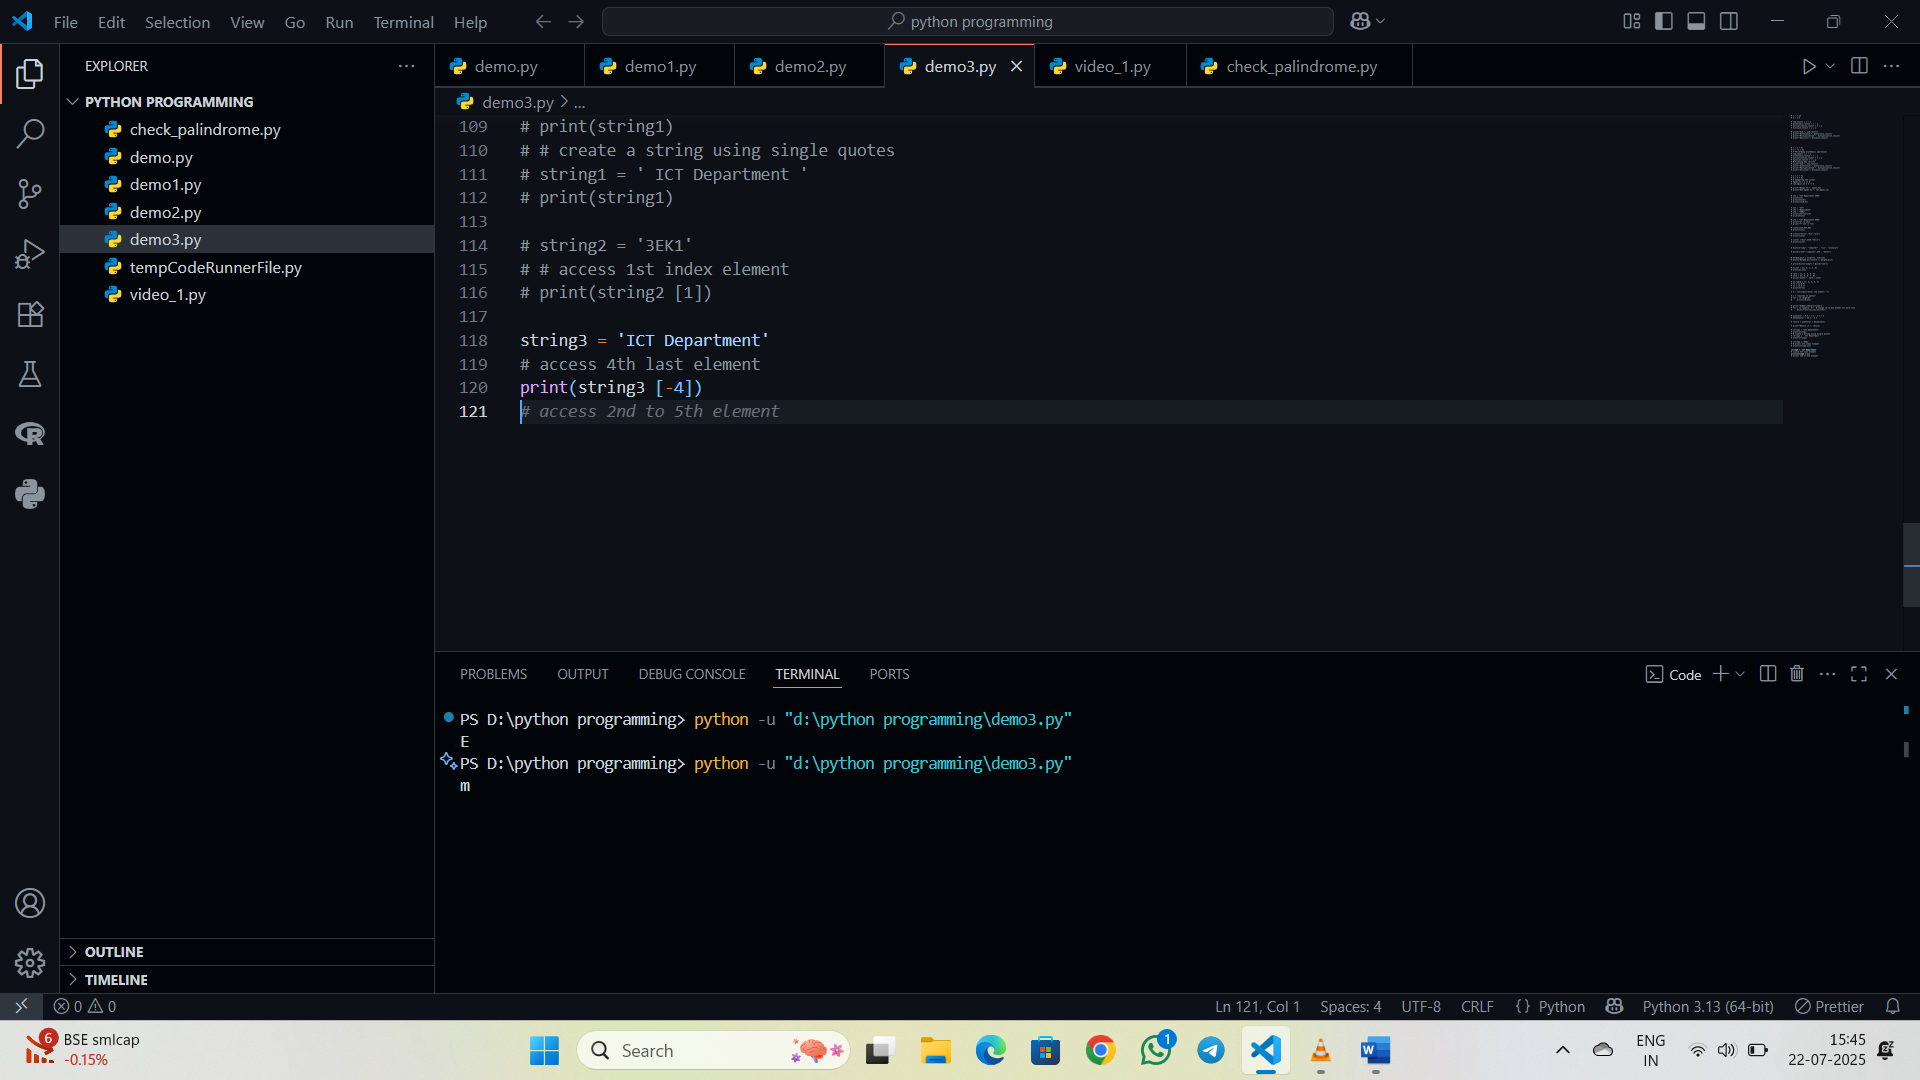 File Edit Selection View Go Run Terminal Help
python programming
EXPLORER
PYTHON PROGRAMMING
check_palindrome.py
demo.py
demo1.py
demo2.py
demo3.py
tempCodeRunnerFile.py
video_1.py
OUTLINE
TIMELINE
demo.py demo1.py demo2.py demo3.py video_1.py check_palindrome.py
demo3.py > ...
109 # print(string1)
110 # # create a string using single quotes
111 # string1 = ' ICT Department '
112 # print(string1)
113
114 # string2 = '3EK1'
115 # # access 1st index element
116 # print(string2 [1])
117
118 string3 = 'ICT Department'
119 # access 4th last element
120 print(string3 [-4])
121 # access 2nd to 5th element
PROBLEMS OUTPUT DEBUG CONSOLE TERMINAL PORTS
Code
PS D:\python programming> python -u "d:\python programming\demo3.py"
E
PS D:\python programming> python -u "d:\python programming\demo3.py"
m
0 0
Ln 121, Col 1 Spaces: 4 UTF-8 CRLF {} Python Python 3.13 (64-bit) Prettier
6
BSE smlcap
-0.15%
Search
1
ENG
IN
15:45
22-07-2025